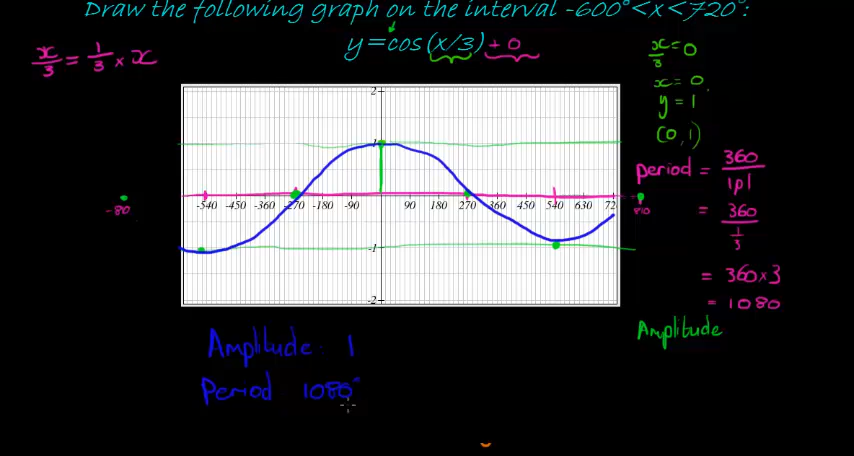 Draw the following graph on the interval -600°<x<720°:
y=cos(x/3) + 0
x/3 = 1/3 × x
x/3 = 0
x = 0
y = 1
(0, 1)
Period = 360/|p|
= 360/(1/3)
= 360×3
= 1080
Amplitude
2
1
-540 -450 -360 -270 -180 -90 90 180 270 360 450 540 630 72
-1
-2
-80
Amplitude: 1
Period 1080°